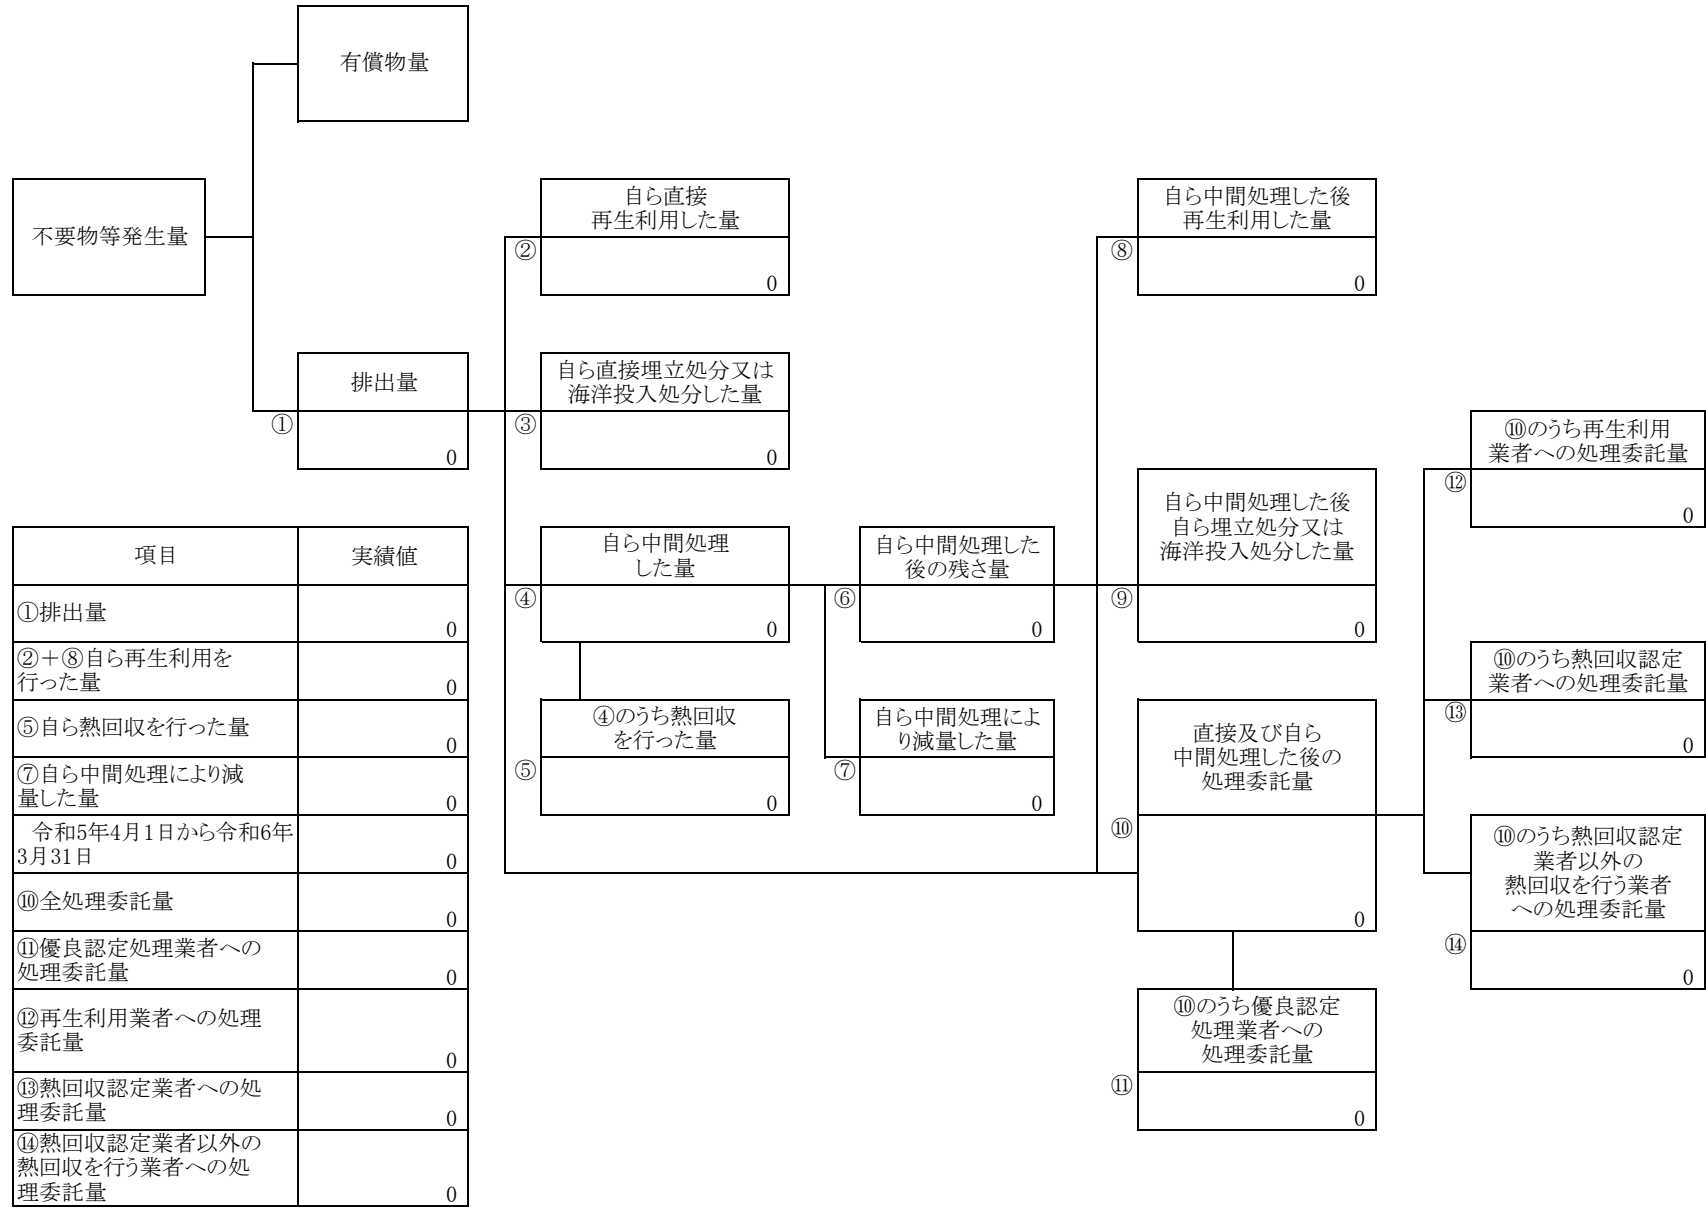 有償物量
不要物等発生量
自ら直接
再生利用した量
②
0
自ら中間処理した後
再生利用した量
⑧
0
排出量
①
0
自ら直接埋立処分又は
海洋投入処分した量
③
0
⑩のうち再生利用
業者への処理委託量
⑫
0
自ら中間処理した後
自ら埋立処分又は
海洋投入処分した量
⑨
0
自ら中間処理
した量
④
0
自ら中間処理した
後の残さ量
⑥
0
⑩のうち熱回収認定
業者への処理委託量
⑬
0
④のうち熱回収
を行った量
⑤
0
自ら中間処理によ
り減量した量
⑦
0
直接及び自ら
中間処理した後の
処理委託量
⑩
0
⑩のうち熱回収認定
業者以外の
熱回収を行う業者
への処理委託量
⑭
0
⑩のうち優良認定
処理業者への
処理委託量
⑪
0
項目 実績値
①排出量
0
②＋⑧自ら再生利用を
行った量
0
⑤自ら熱回収を行った量
0
⑦自ら中間処理により減
量した量
0
令和5年4月1日から令和6年
3月31日
0
⑩全処理委託量
0
⑪優良認定処理業者への
処理委託量
0
⑫再生利用業者への処理
委託量
0
⑬熱回収認定業者への処
理委託量
0
⑭熱回収認定業者以外の
熱回収を行う業者への処
理委託量
0